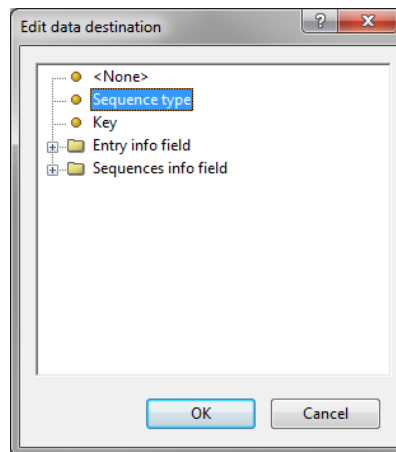 Edit data destination
?
<None>
Sequence type
Key
Entry info field
Sequences info field
OK
Cancel